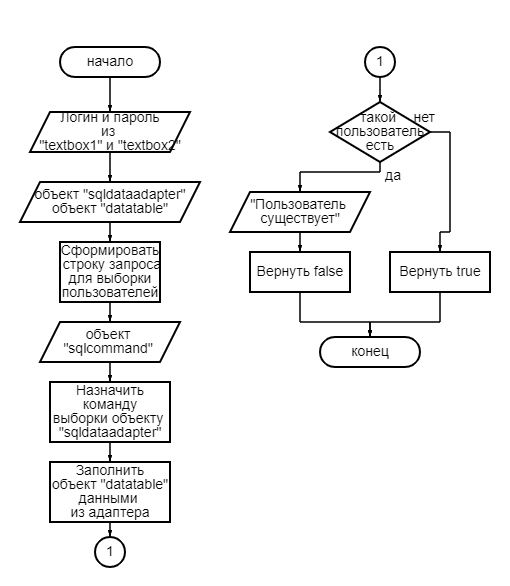 начало
Логин и пароль
из
"textbox1" и "textbox2"
объект "sqldataadapter"
объект "datatable"
Сформировать
строку запроса
для выборки
пользователей
объект
"sqlcommand"
Назначить
команду
выборки объекту
"sqldataadapter"
Заполнить
объект "datatable"
данными
из адаптера
1
1
такой
пользователь
есть
нет
да
"Пользователь
существует"
Вернуть false
Вернуть true
конец